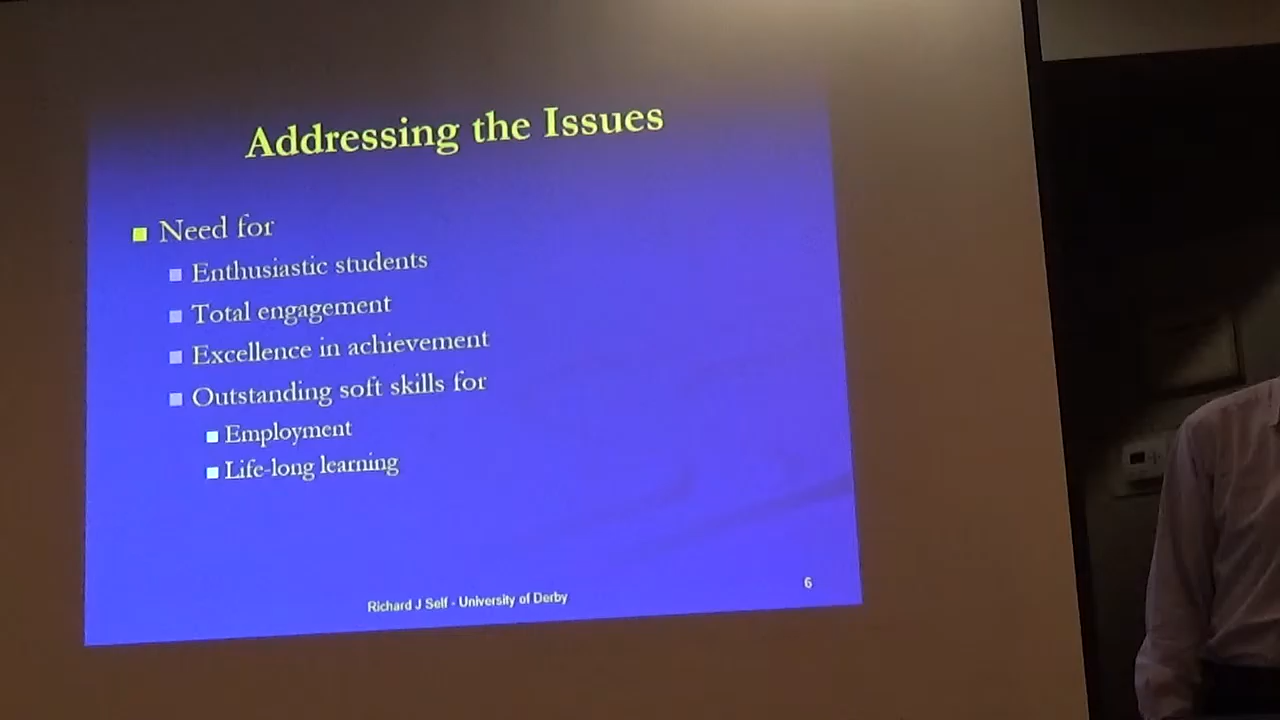 Addressing the Issues
Need for
Enthusiastic students
Total engagement
Excellence in achievement
Outstanding soft skills for
Employment
Life-long learning
Richard J Self - University of Derby
6